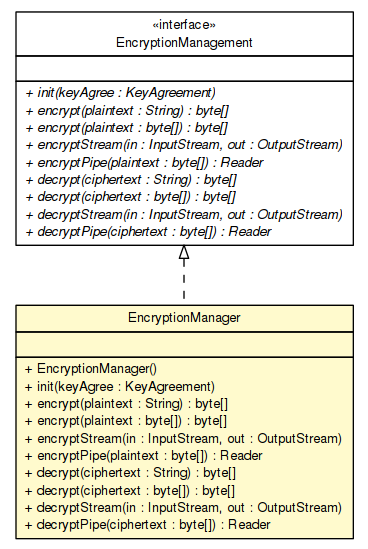 «interface»
EncryptionManagement
+ init(keyAgree : KeyAgreement)
+ encrypt(plaintext : String) : byte[]
+ encrypt(plaintext : byte[]) : byte[]
+ encryptStream(in : InputStream, out : OutputStream)
+ encryptPipe(plaintext : byte[]) : Reader
+ decrypt(ciphertext : String) : byte[]
+ decrypt(ciphertext : byte[]) : byte[]
+ decryptStream(in : InputStream, out : OutputStream)
+ decryptPipe(ciphertext : byte[]) : Reader
EncryptionManager
+ EncryptionManager()
+ init(keyAgree : KeyAgreement)
+ encrypt(plaintext : String) : byte[]
+ encrypt(plaintext : byte[]) : byte[]
+ encryptStream(in : InputStream, out : OutputStream)
+ encryptPipe(plaintext : byte[]) : Reader
+ decrypt(ciphertext : String) : byte[]
+ decrypt(ciphertext : byte[]) : byte[]
+ decryptStream(in : InputStream, out : OutputStream)
+ decryptPipe(ciphertext : byte[]) : Reader